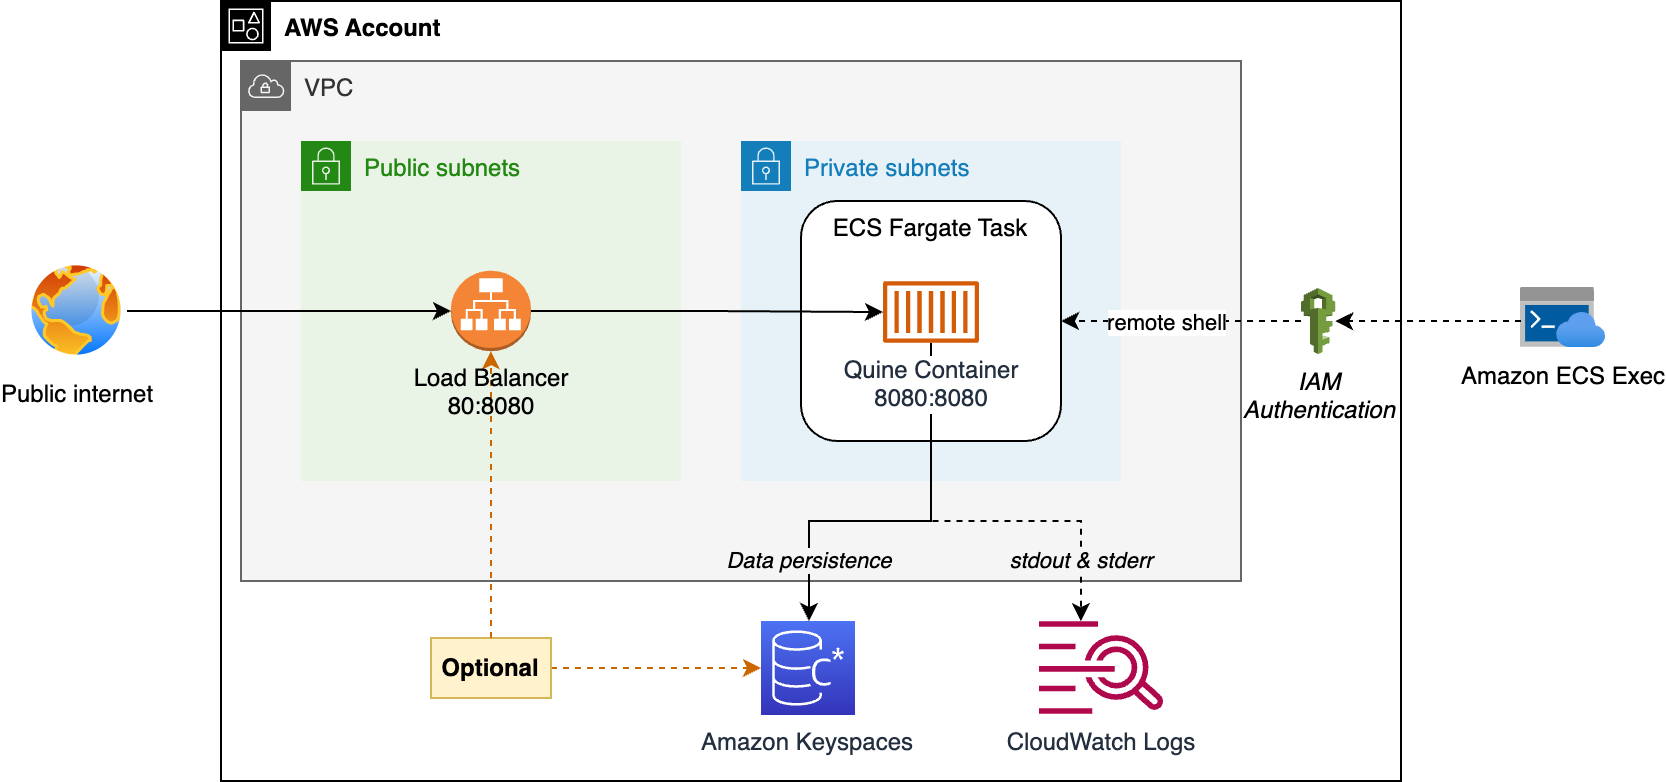 AWS Account
VPC
Public subnets
Private subnets
ECS Fargate Task
Public internet
Load Balancer
80:8080
Quine Container
8080:8080
remote shell
IAM
Authentication
>_
Amazon ECS Exec
Data persistence
stdout & stderr
Optional
C*
Amazon Keyspaces
CloudWatch Logs